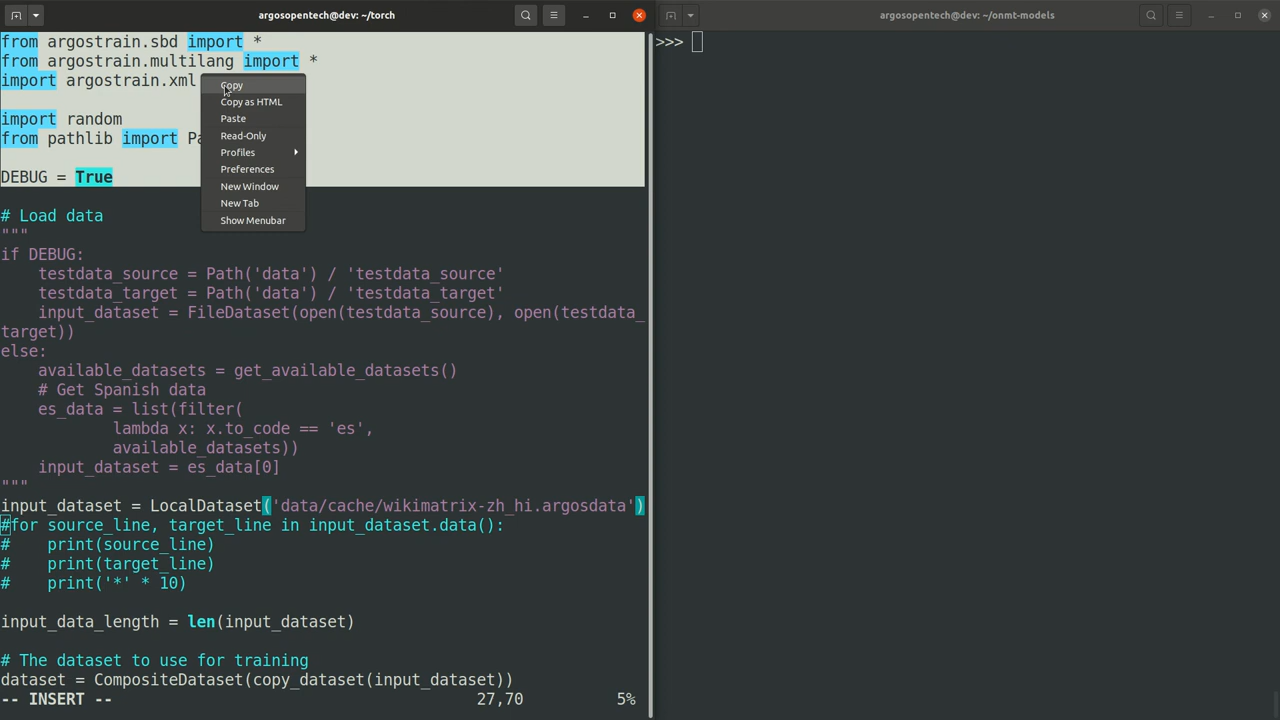 argosopentech@dev: ~/torch
argosopentech@dev: ~/onmt-models
from argostrain.sbd import *
from argostrain.multilang import *
import argostrain.xml
import random
from pathlib import
DEBUG = True
Copy
Copy as HTML
Paste
Read-Only
Profiles
Preferences
New Window
New Tab
Show Menubar
# Load data
"""
if DEBUG:
    testdata_source = Path('data') / 'testdata_source'
    testdata_target = Path('data') / 'testdata_target'
    input_dataset = FileDataset(open(testdata_source), open(testdata_
target))
else:
    available_datasets = get_available_datasets()
    # Get Spanish data
    es_data = list(filter(
            lambda x: x.to_code == 'es',
            available_datasets))
    input_dataset = es_data[0]
"""
input_dataset = LocalDataset('data/cache/wikimatrix-zh_hi.argosdata')
#for source_line, target_line in input_dataset.data():
#    print(source_line)
#    print(target_line)
#    print('*' * 10)
input_data_length = len(input_dataset)
# The dataset to use for training
dataset = CompositeDataset(copy_dataset(input_dataset))
-- INSERT -- 27,70 5%
>>>